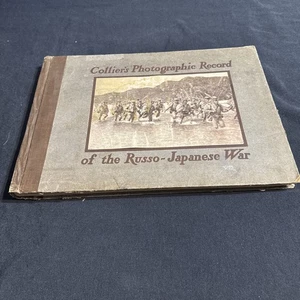 Collier's Photographic Record
of the Russo-Japanese War